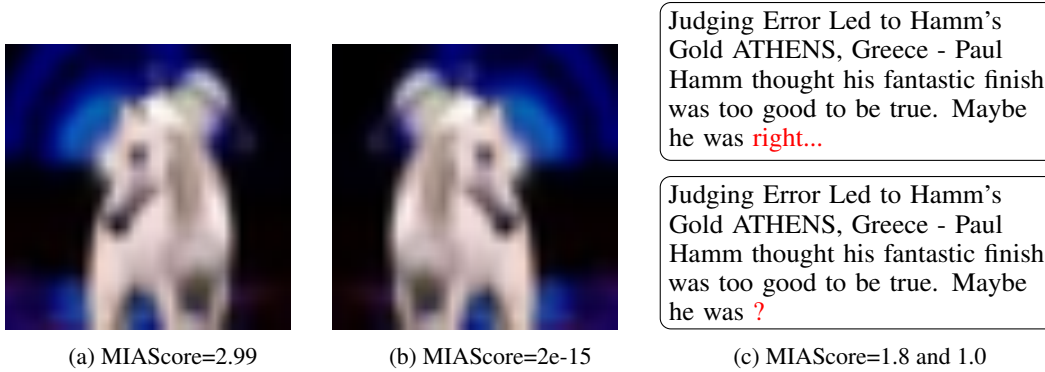 Judging Error Led to Hamm's
Gold ATHENS, Greece - Paul
Hamm thought his fantastic finish
was too good to be true. Maybe
he was right...
Judging Error Led to Hamm's
Gold ATHENS, Greece - Paul
Hamm thought his fantastic finish
was too good to be true. Maybe
he was ?
(a) MIAScore=2.99
(b) MIAScore=2e-15
(c) MIAScore=1.8 and 1.0